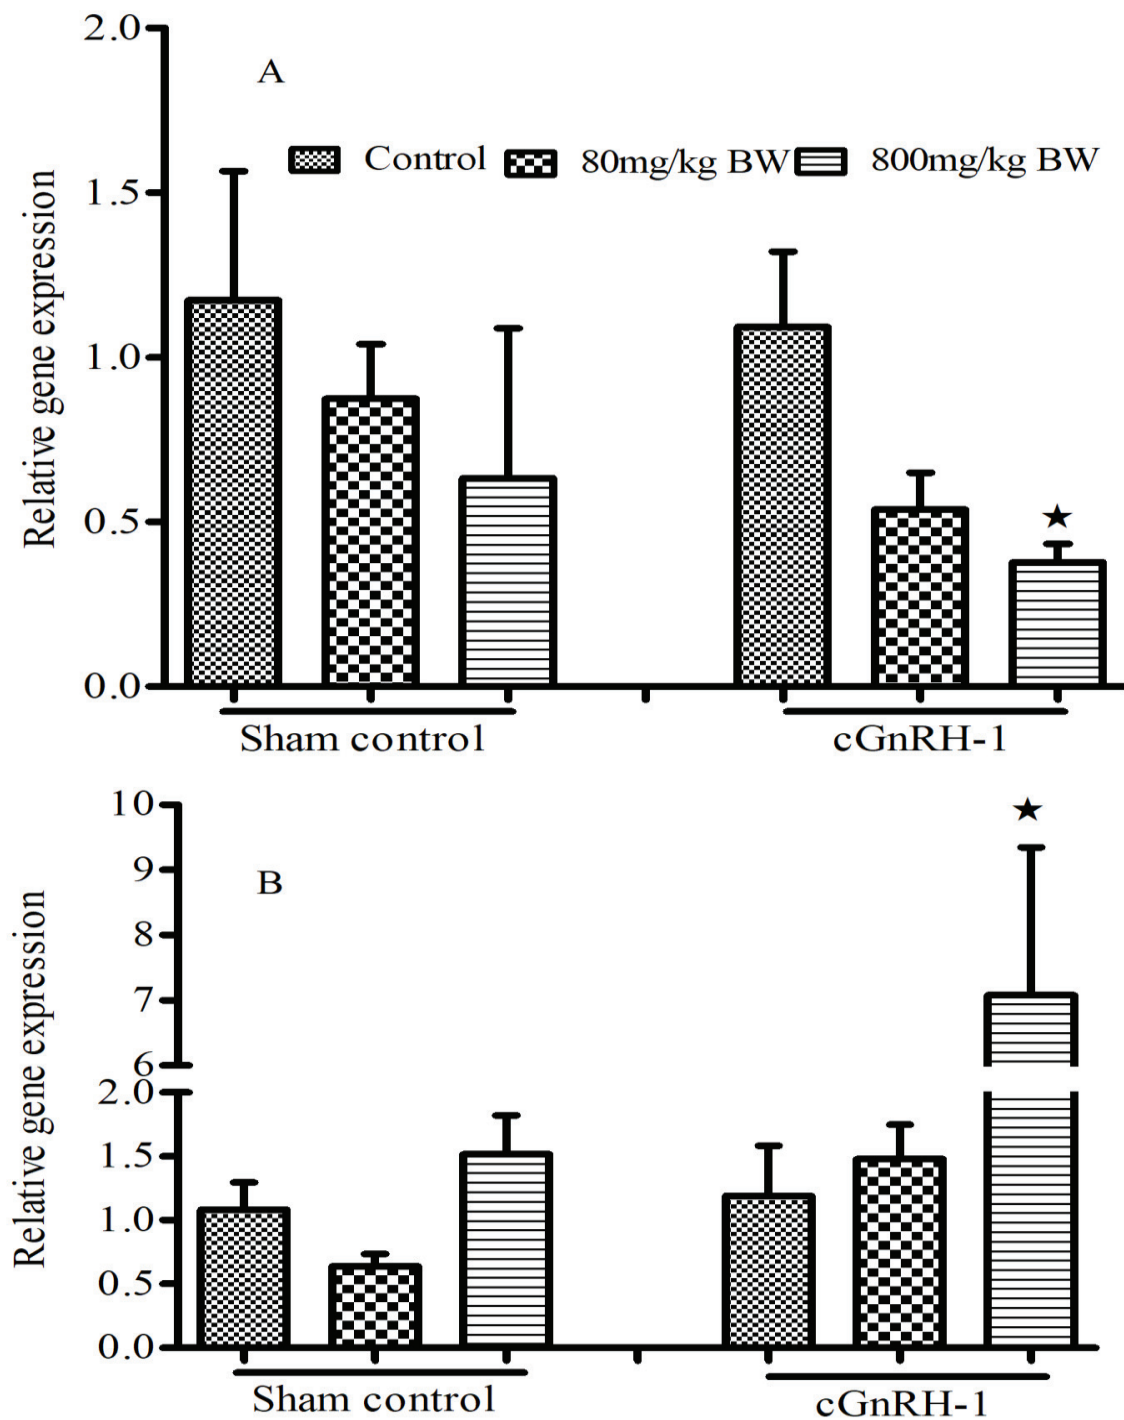 2.0
A
Control 80mg/kg BW 800mg/kg BW
1.5
1.0
0.5
0.0
Relative gene expression
Sham control cGnRH-1
10
9
B
8
7
6
2.0
1.5
1.0
0.5
0.0
Relative gene expression
Sham control cGnRH-1